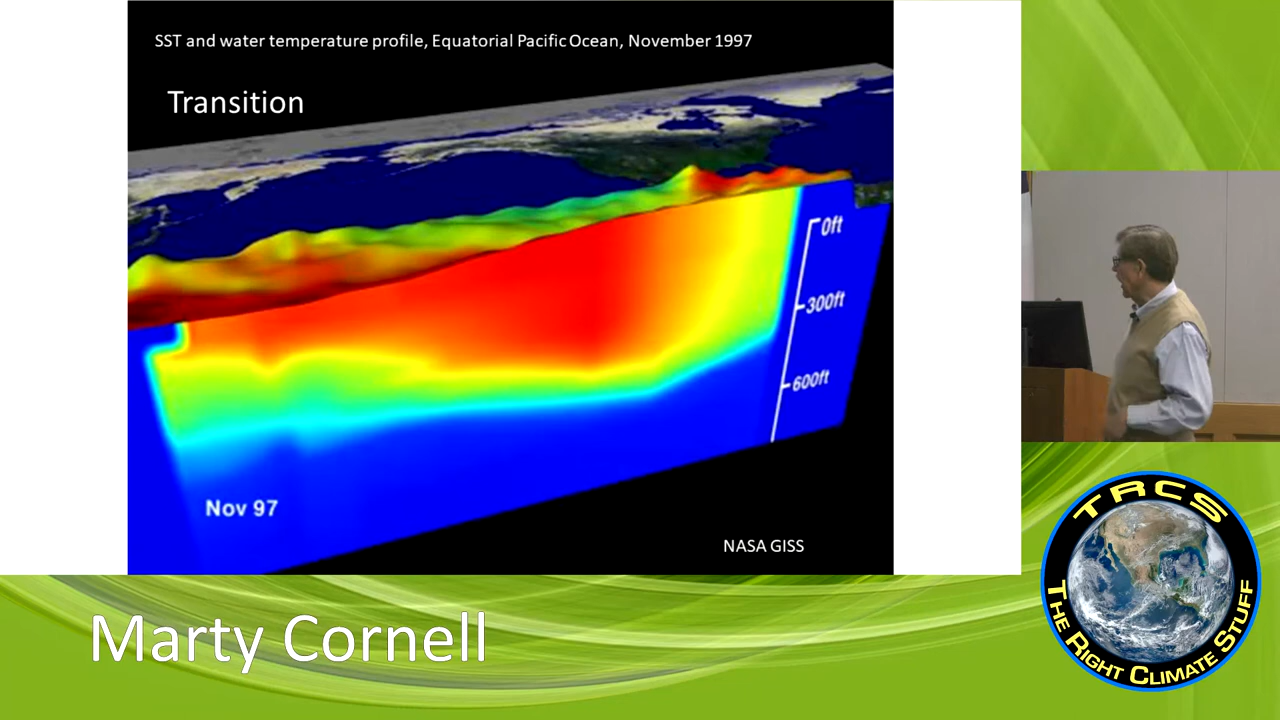 SST and water temperature profile, Equatorial Pacific Ocean, November 1997
Transition
0ft
300ft
600ft
Nov 97
NASA GISS
Marty Cornell
TRCS
THE RIGHT CLIMATE STUFF